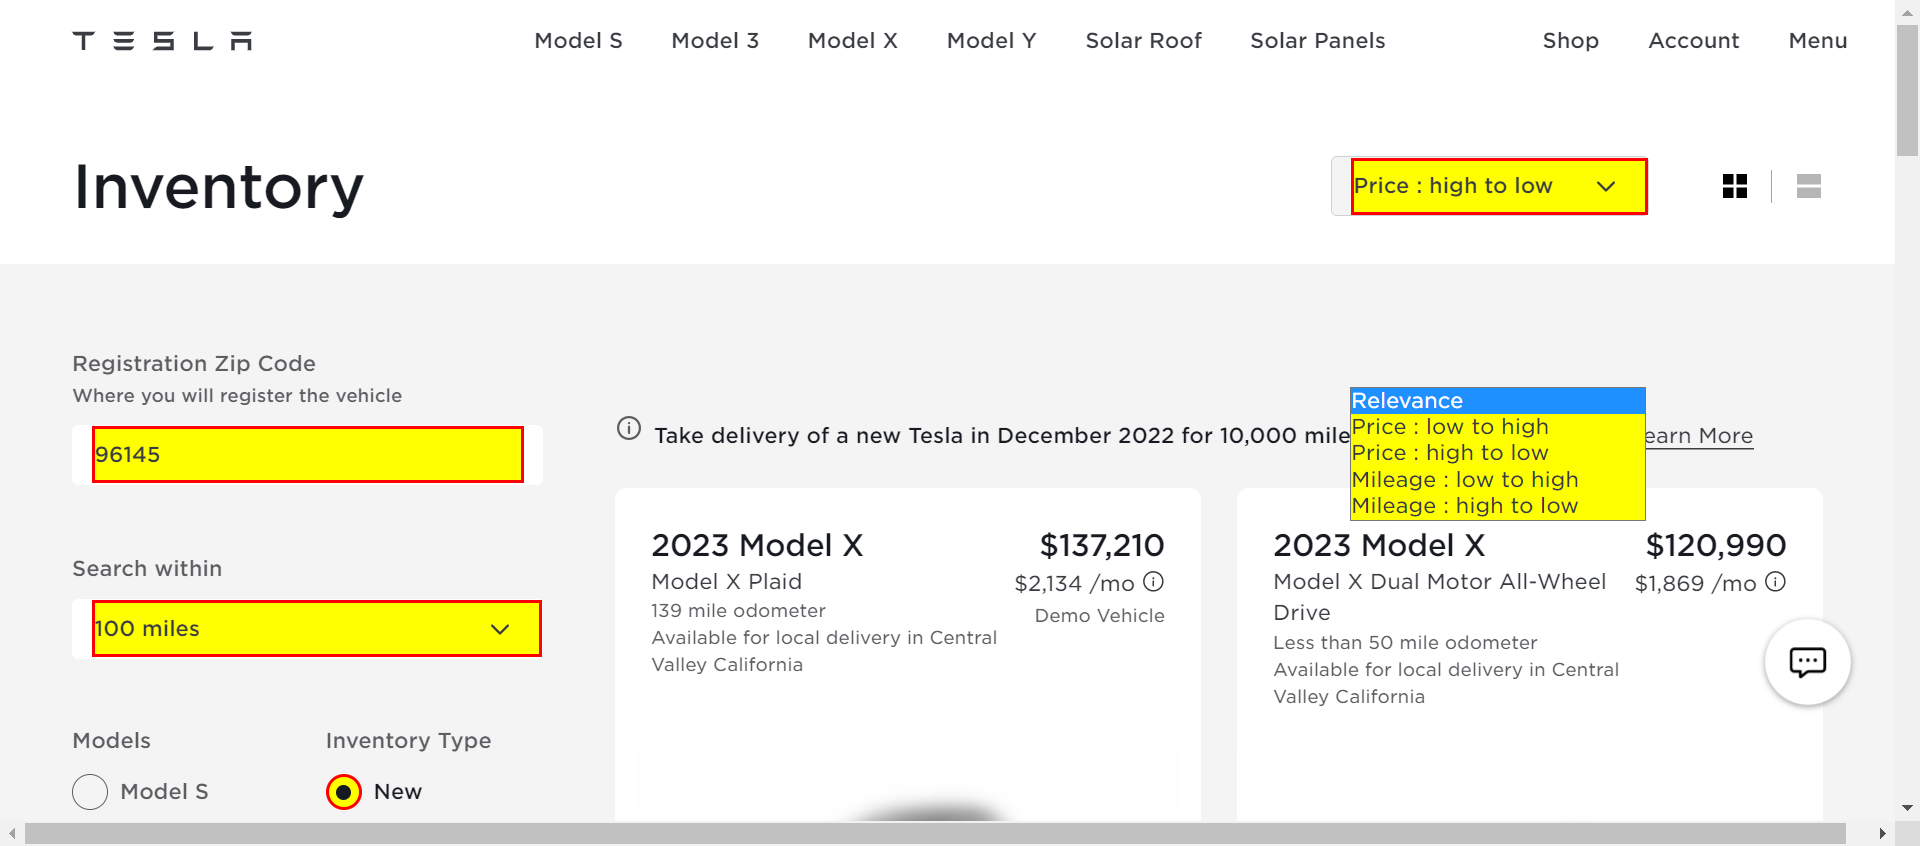 TESLA
Model S
Model 3
Model X
Model Y
Solar Roof
Solar Panels
Shop
Account
Menu
Inventory
Price : high to low
Registration Zip Code
Where you will register the vehicle
96145
Search within
100 miles
Models
Inventory Type
Model S
New
Relevance
Price : low to high
Price : high to low
Mileage : low to high
Mileage : high to low
Take delivery of a new Tesla in December 2022 for 10,000 mile
earn More
2023 Model X
$137,210
Model X Plaid
$2,134 /mo
139 mile odometer
Demo Vehicle
Available for local delivery in Central
Valley California
2023 Model X
$120,990
Model X Dual Motor All-Wheel
Drive
$1,869 /mo
Less than 50 mile odometer
Available for local delivery in Central
Valley California